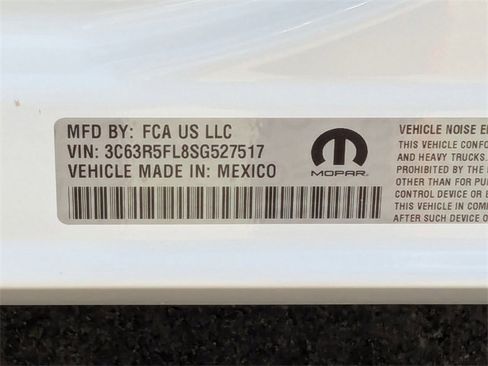 MFD BY: FCA US LLC
VIN: 3C63R5FL8SG527517
VEHICLE MADE IN: MEXICO
MOPAR
VEHICLE NOISE E
THIS VEHICLE CONFO
AND HEAVY TRUCKS.
PROHIBITED BY THE
OTHER THAN FOR PU
CONTROL DEVICE OR E
THIS VEHICLE IN COM
AFTER SUCH DEVICE O